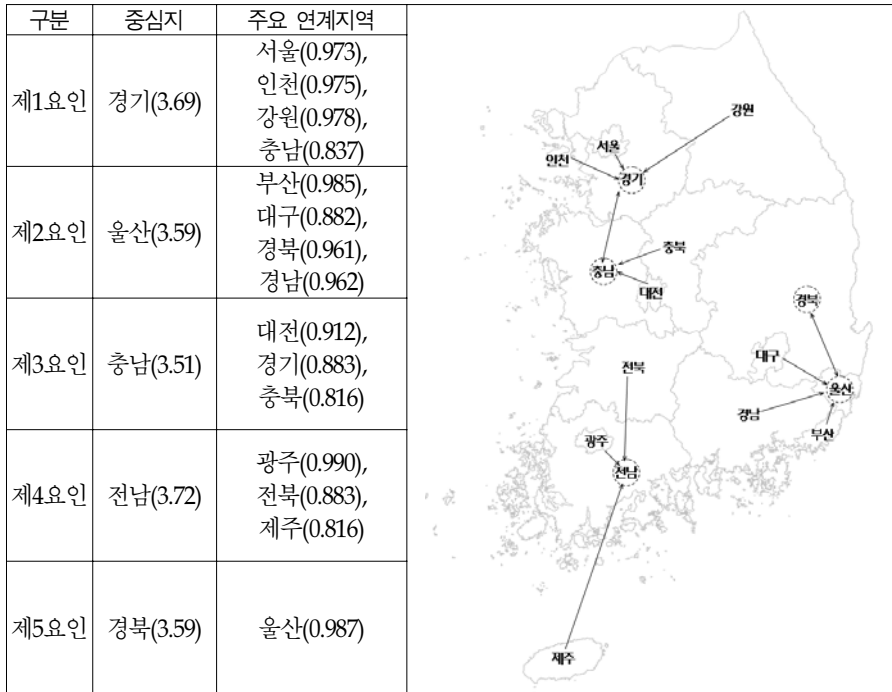 구분 중심지 주요 연계지역
제1요인 경기(3.69) 서울(0.973),
인천(0.975),
강원(0.978),
충남(0.837)
제2요인 울산(3.59) 부산(0.985),
대구(0.882),
경북(0.961),
경남(0.962)
제3요인 충남(3.51) 대전(0.912),
경기(0.883),
충북(0.816)
제4요인 전남(3.72) 광주(0.990),
전북(0.883),
제주(0.816)
제5요인 경북(3.59) 울산(0.987)
강원
서울
인천
경기
충북
충남
대전
경북
대구
전북
울산
경남
부산
광주
전남
제주